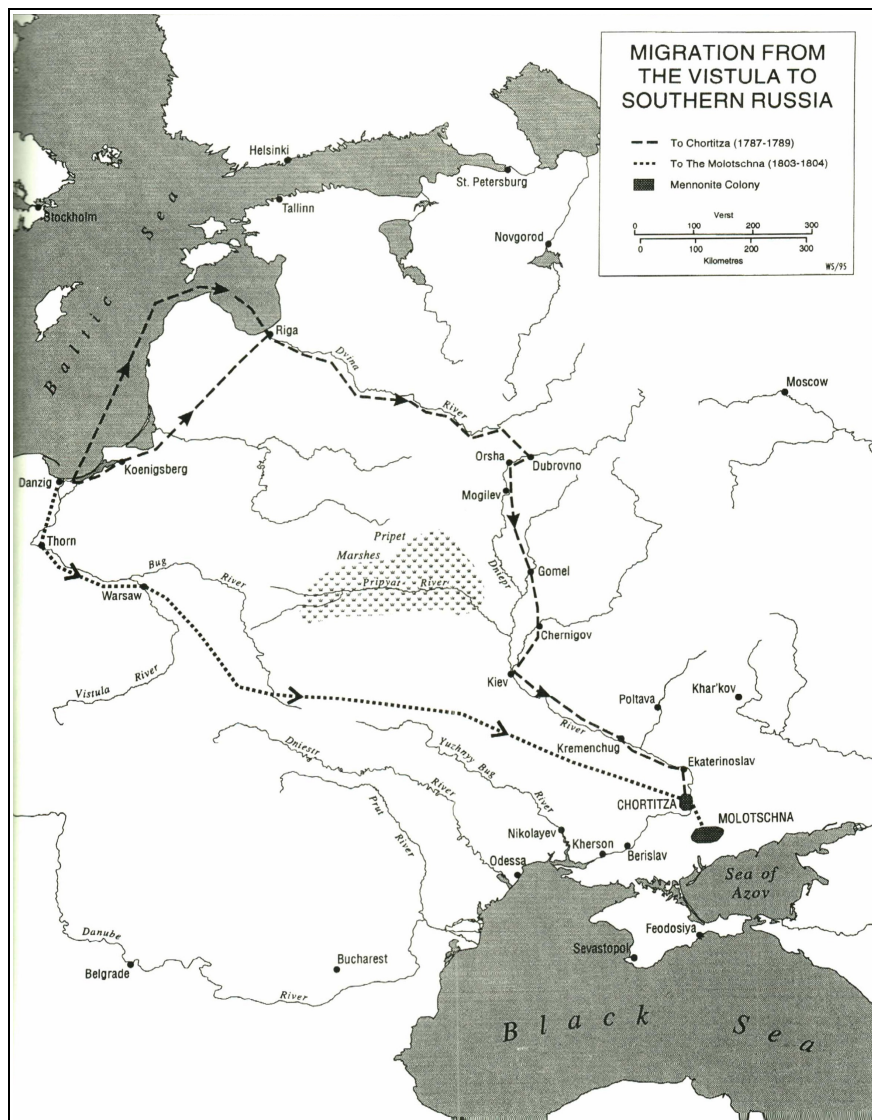 MIGRATION FROM
THE VISTULA TO
SOUTHERN RUSSIA
To Chortitza (1787-1789)
To The Molotschna (1803-1804)
Mennonite Colony
Verst
0 100 200 300
0 100 200 300
Kilometres
WS/95
Helsinki
St. Petersburg
Stockholm
Tallinn
Baltic Sea
Novgorod
Riga
Dvina River
Moscow
Koenigsberg
Orsha
Dubrovno
Danzig
Mogilev
Thorn
Pripet
Marshes
Pripyat River
Bug River
Dniepr
Gomel
Warsaw
Chernigov
Vistula River
Kiev
Poltava
Khar'kov
River
Kremenchug
Dniestr River
Yuzhnyy Bug River
Ekaterinoslav
CHORTITZA
MOLOTSCHNA
Prut River
Nikolayev
Kherson
Berislav
Odessa
Sea of
Azov
Feodosiya
Sevastopol
Danube River
Belgrade
Bucharest
Black Sea